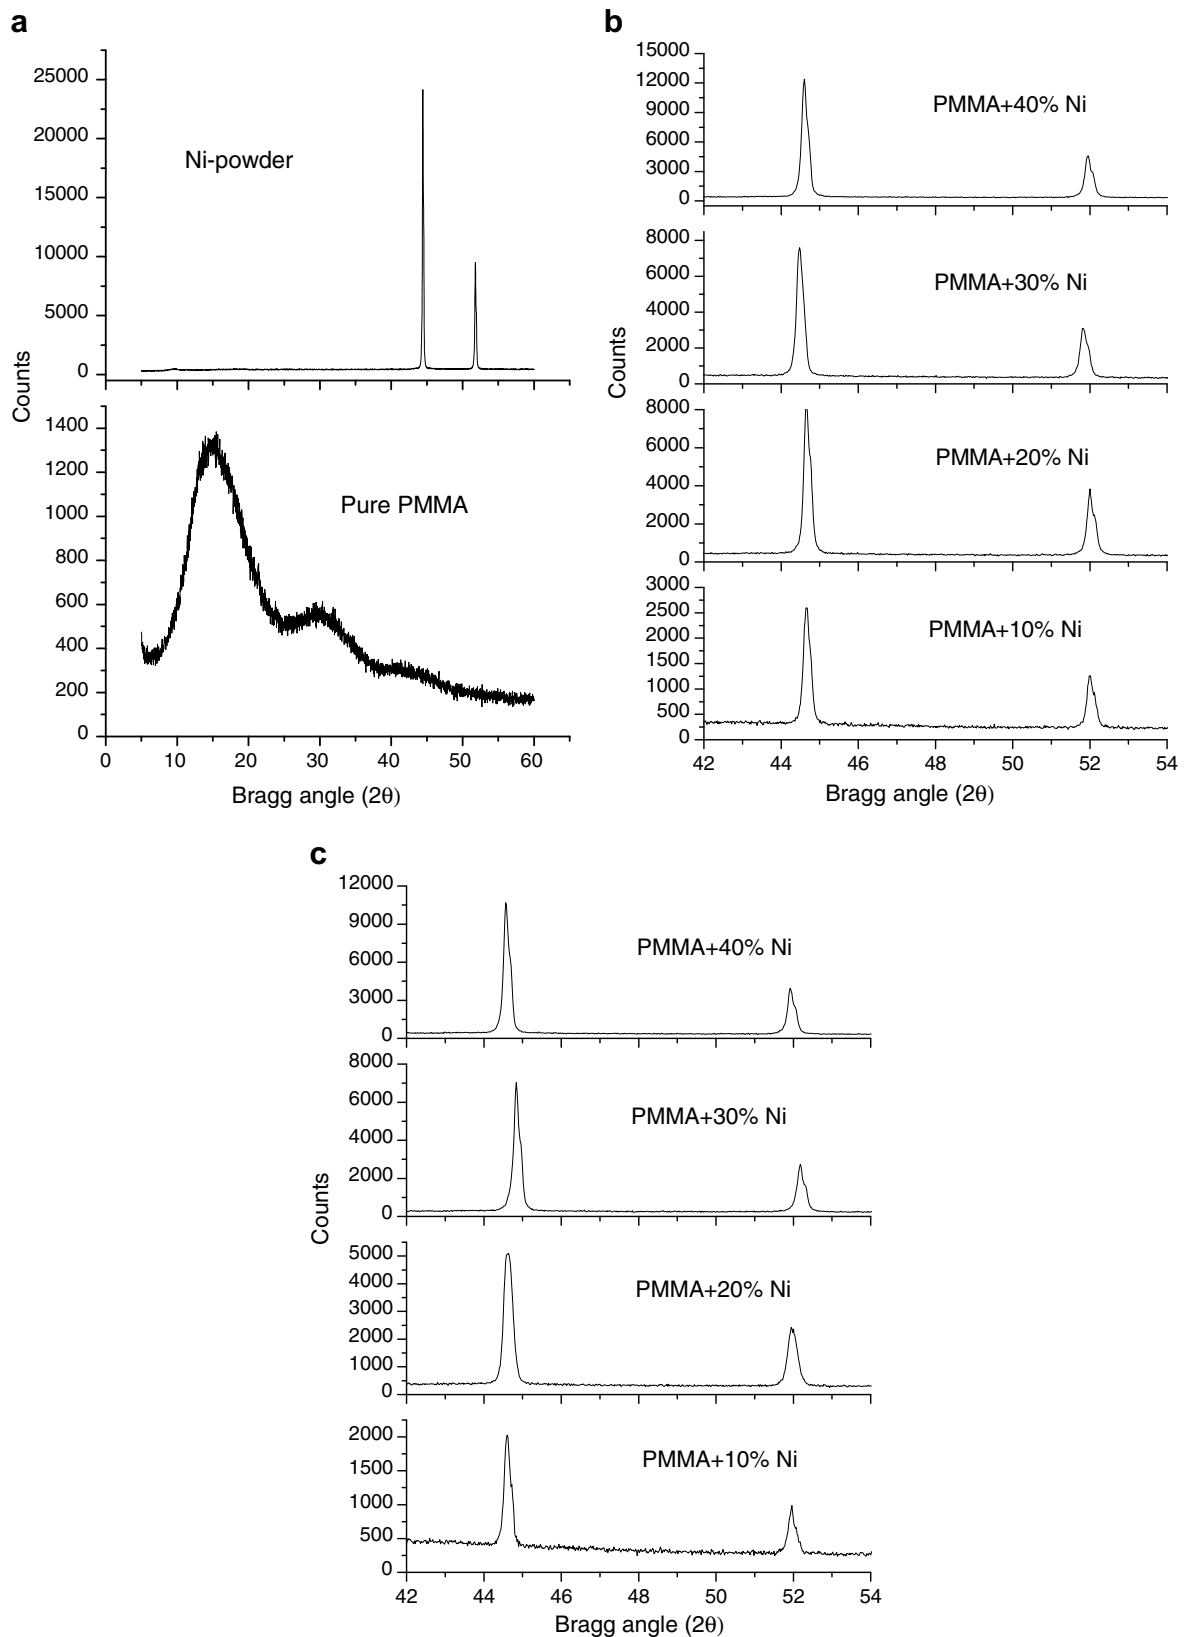 a
25000
20000
15000
10000
5000
0
Ni-powder
Counts
1400
1200
1000
800
600
400
200
0
Pure PMMA
0 10 20 30 40 50 60
Bragg angle (2θ)
b
15000
12000
9000
6000
3000
0
PMMA+40% Ni
8000
6000
4000
2000
0
PMMA+30% Ni
Counts
8000
6000
4000
2000
0
PMMA+20% Ni
3000
2500
2000
1500
1000
500
0
PMMA+10% Ni
42 44 46 48 50 52 54
Bragg angle (2θ)
c
12000
9000
6000
3000
0
PMMA+40% Ni
8000
6000
4000
2000
0
PMMA+30% Ni
Counts
5000
4000
3000
2000
1000
0
PMMA+20% Ni
2000
1500
1000
500
0
PMMA+10% Ni
42 44 46 48 50 52 54
Bragg angle (2θ)